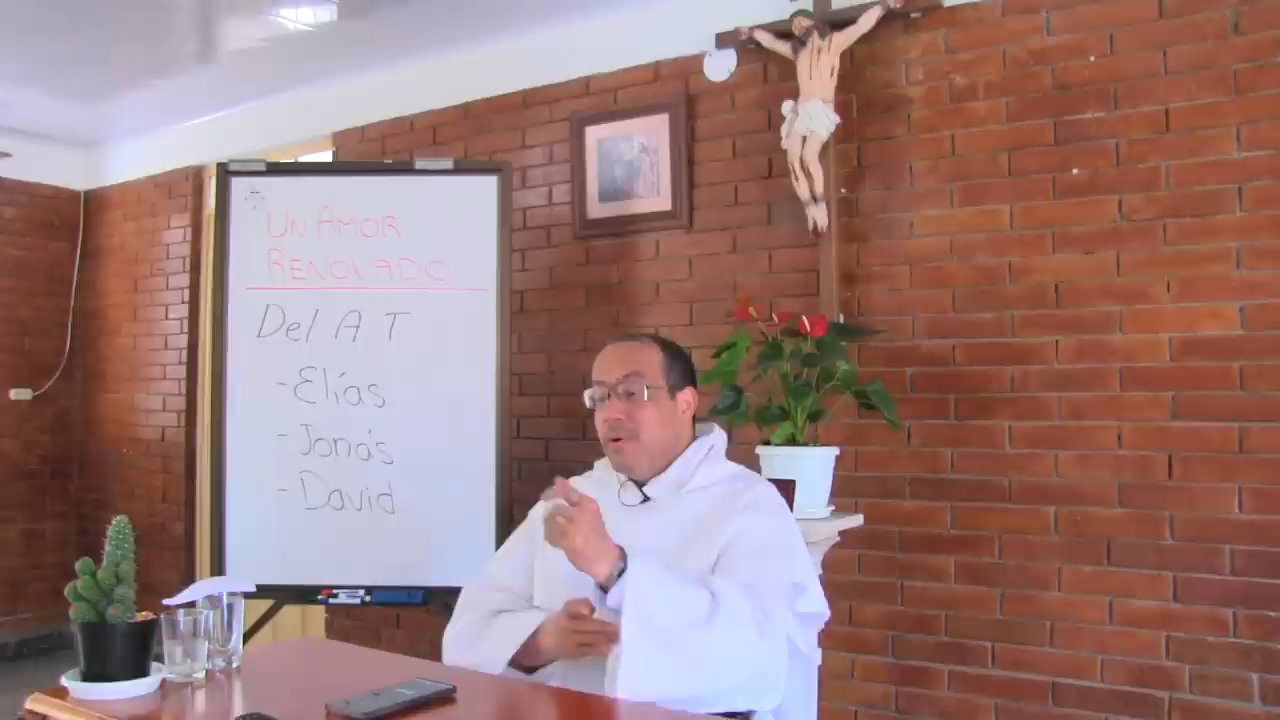 UN AMOR
RENOVADO
Del A T
- Elías
- Jonás
- David